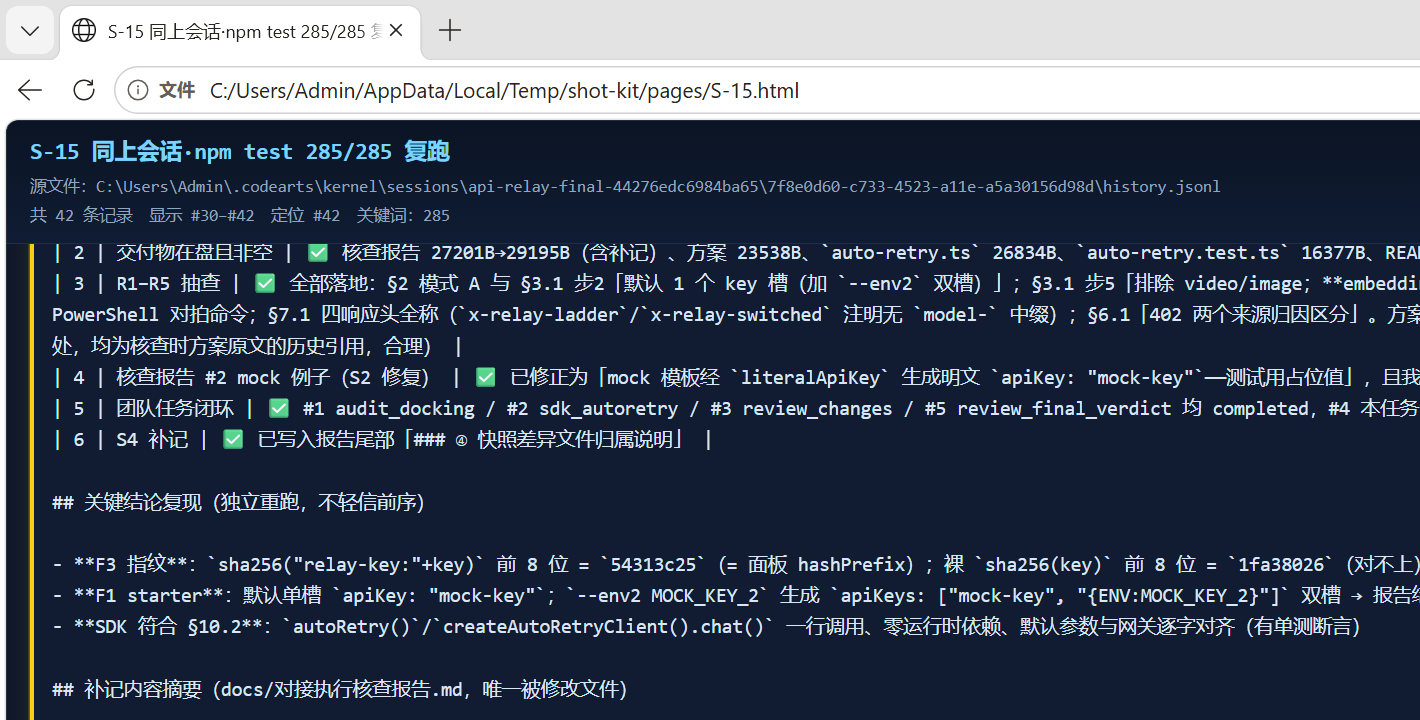 S-15 同上会话·npm test 285/285 复
文件 C:/Users/Admin/AppData/Local/Temp/shot-kit/pages/S-15.html
S-15 同上会话·npm test 285/285 复跑
源文件: C:\Users\Admin\.codearts\kernel\sessions\api-relay-final-44276edc6984ba65\7f8e0d60-c733-4523-a11e-a5a30156d98d\history.jsonl
共 42 条记录 显示 #30–#42 定位 #42 关键词: 285
| 2 | 交付物在盘且非空 | ✅ 核查报告 27201B→29195B（含补记）、方案 23538B、`auto-retry.ts` 26834B、`auto-retry.test.ts` 16377B、REA
| 3 | R1–R5 抽查 | ✅ 全部落地: §2 模式 A 与 §3.1 步2「默认 1 个 key 槽（加 `--env2` 双槽）」; §3.1 步5「排除 video/image; **embeddin
PowerShell 对拍命令; §7.1 四响应头全称（`x-relay-ladder`/`x-relay-switched` 注明无 `model-` 中缀）; §6.1「402 两个来源归因区分」。方案
处，均为核查时方案原文的历史引用，合理） |
| 4 | 核查报告 #2 mock 例子（S2 修复） | ✅ 已修正为「mock 模板经 `literalApiKey` 生成明文 `apiKey: "mock-key"`—测试用占位值」, 且我
| 5 | 团队任务闭环 | ✅ #1 audit_docking / #2 sdk_autoretry / #3 review_changes / #5 review_final_verdict 均 completed, #4 本任务
| 6 | S4 补记 | ✅ 已写入报告尾部「### ④ 快照差异文件归属说明」 |
## 关键结论复现（独立重跑，不轻信前序）
- **F3 指纹**: `sha256("relay-key:"+key)` 前 8 位 = `54313c25`（= 面板 hashPrefix）; 裸 `sha256(key)` 前 8 位 = `1fa38026`（对不上）
- **F1 starter**: 默认单槽 `apiKey: "mock-key"`; `--env2 MOCK_KEY_2` 生成 `apiKeys: ["mock-key", "{ENV:MOCK_KEY_2}"]` 双槽 → 报告
- **SDK 符合 §10.2**: `autoRetry()`/`createAutoRetryClient().chat()` 一行调用、零运行时依赖、默认参数与网关逐字对齐（有单测断言）
## 补记内容摘要（docs/对接执行核查报告.md，唯一被修改文件）